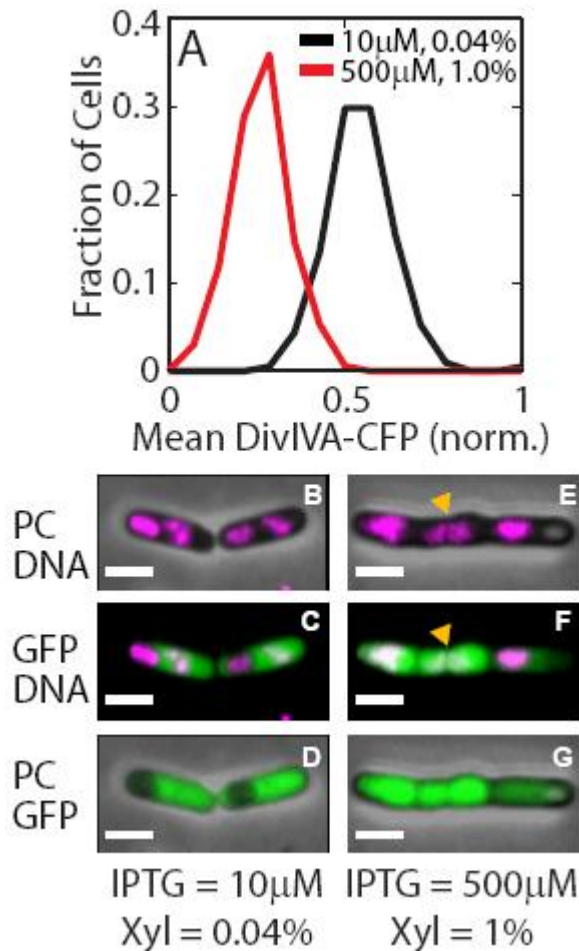 A
10μM, 0.04%
500μM, 1.0%
0.4
0.3
0.2
0.1
0
Fraction of Cells
0
0.5
1
Mean DivIVA-CFP (norm.)
PC
DNA
B
E
GFP
DNA
C
F
PC
GFP
D
G
IPTG = 10μM
Xyl = 0.04%
IPTG = 500μM
Xyl = 1%